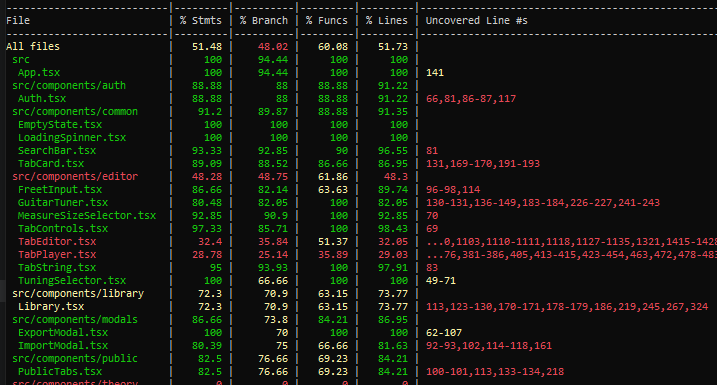 File | % Stmts | % Branch | % Funcs | % Lines | Uncovered Line #s
All files | 51.48 | 48.02 | 60.08 | 51.73 |
src | 100 | 94.44 | 100 | 100 |
App.tsx | 100 | 94.44 | 100 | 100 | 141
src/components/auth | 88.88 | 88 | 88.88 | 91.22 |
Auth.tsx | 88.88 | 88 | 88.88 | 91.22 | 66,81,86-87,117
src/components/common | 91.2 | 89.87 | 88.88 | 91.35 |
EmptyState.tsx | 100 | 100 | 100 | 100 |
LoadingSpinner.tsx | 100 | 100 | 100 | 100 |
SearchBar.tsx | 93.33 | 92.85 | 90 | 96.55 | 81
TabCard.tsx | 89.09 | 88.52 | 86.66 | 86.95 | 131,169-170,191-193
src/components/editor | 48.28 | 48.75 | 61.86 | 48.3 |
FreetInput.tsx | 86.66 | 82.14 | 63.63 | 89.74 | 96-98,114
GuitarTuner.tsx | 80.48 | 82.05 | 100 | 82.05 | 130-131,136-149,183-184,226-227,241-243
MeasureSizeSelector.tsx | 92.85 | 90.9 | 100 | 92.85 | 70
TabControls.tsx | 97.33 | 85.71 | 100 | 98.43 | 69
TabEditor.tsx | 32.4 | 35.84 | 51.37 | 32.05 | ...0,1103,1110-1111,1118,1127-1135,1321,1415-1428
TabPlayer.tsx | 28.78 | 25.14 | 35.89 | 29.03 | ...76,381-386,405,413-415,423-454,463,472,478-483
TabString.tsx | 95 | 93.93 | 100 | 97.91 | 83
TuningSelector.tsx | 100 | 66.66 | 100 | 100 | 49-71
src/components/library | 72.3 | 70.9 | 63.15 | 73.77 |
Library.tsx | 72.3 | 70.9 | 63.15 | 73.77 | 113,123-130,170-171,178-179,186,219,245,267,324
src/components/modals | 86.66 | 73.8 | 84.21 | 86.95 |
ExportModal.tsx | 100 | 70 | 100 | 100 | 62-107
ImportModal.tsx | 80.39 | 75 | 66.66 | 81.63 | 92-93,102,114-118,161
src/components/public | 82.5 | 76.66 | 69.23 | 84.21 |
PublicTabs.tsx | 82.5 | 76.66 | 69.23 | 84.21 | 100-101,113,133-134,218